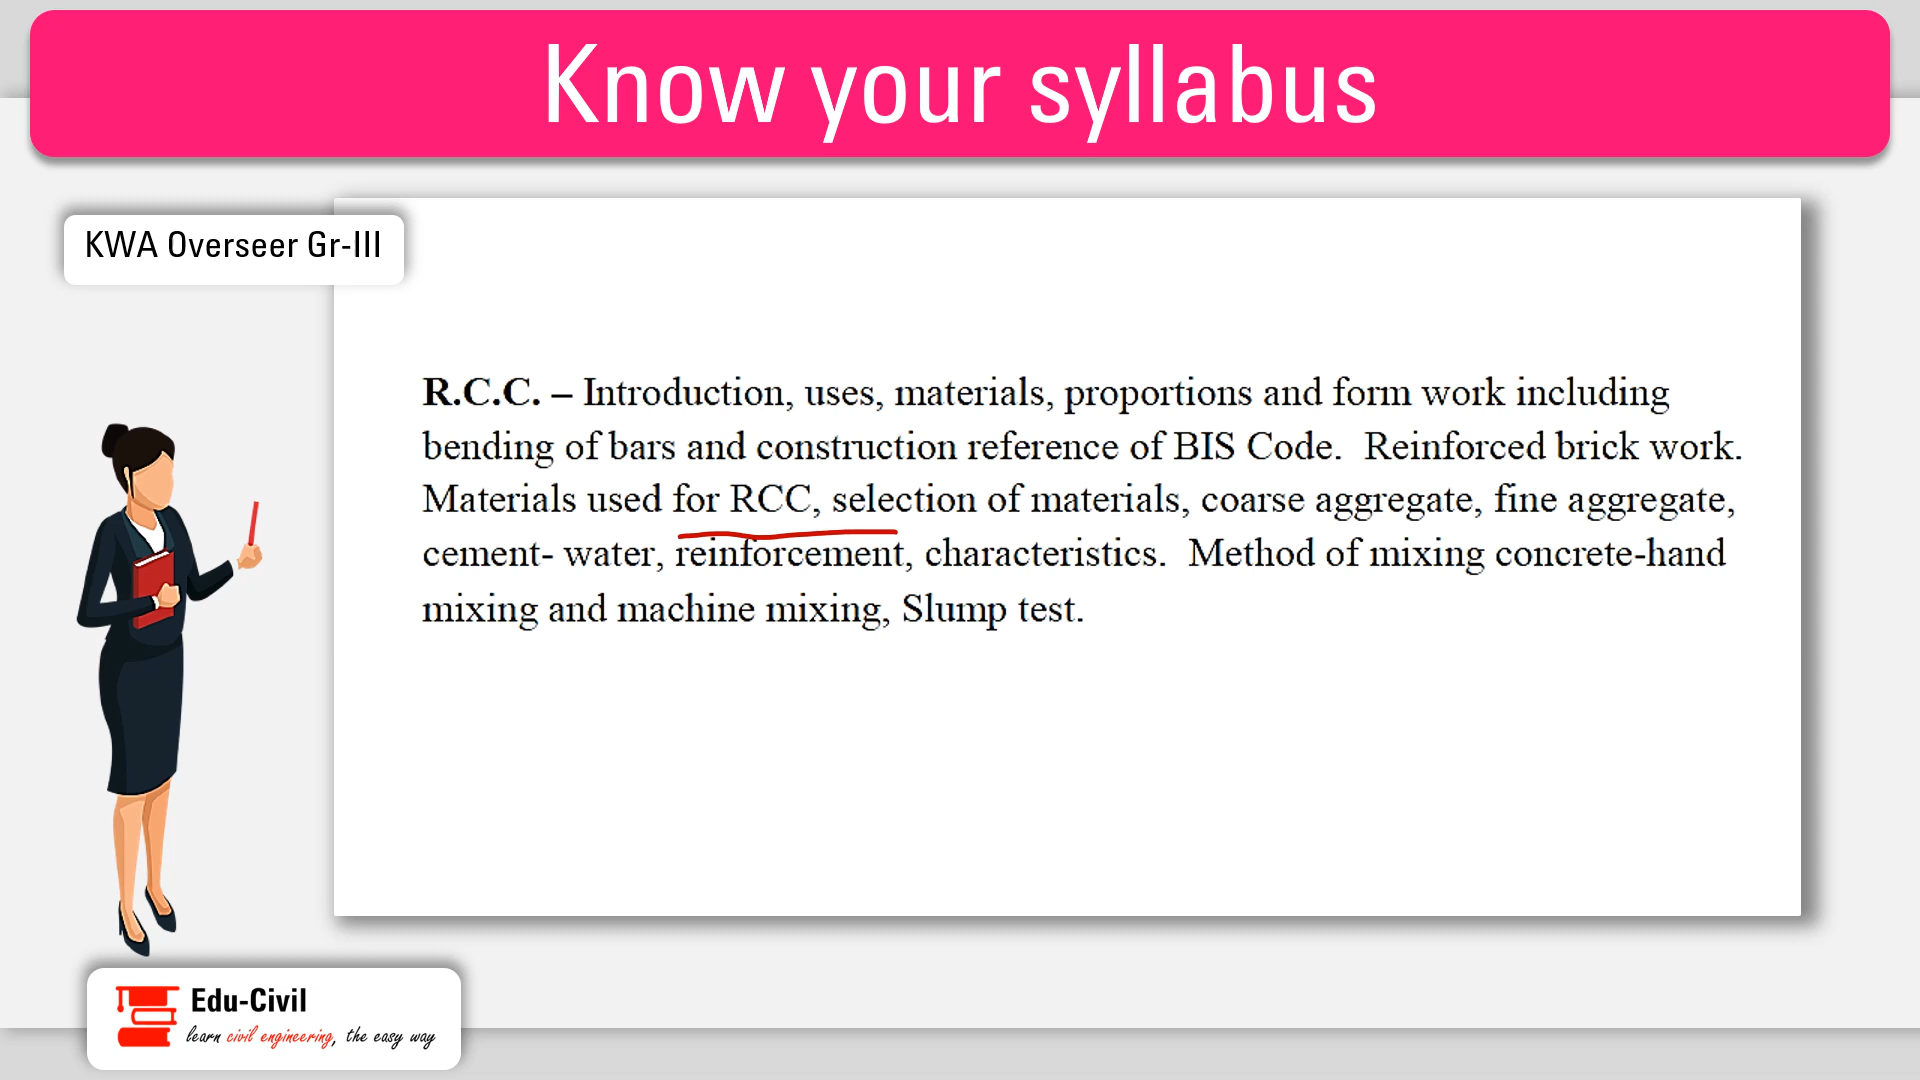 Know your syllabus
KWA Overseer Gr-III
R.C.C. – Introduction, uses, materials, proportions and form work including
bending of bars and construction reference of BIS Code. Reinforced brick work.
Materials used for RCC, selection of materials, coarse aggregate, fine aggregate,
cement- water, reinforcement, characteristics. Method of mixing concrete-hand
mixing and machine mixing, Slump test.
Edu-Civil
learn civil engineering, the easy way